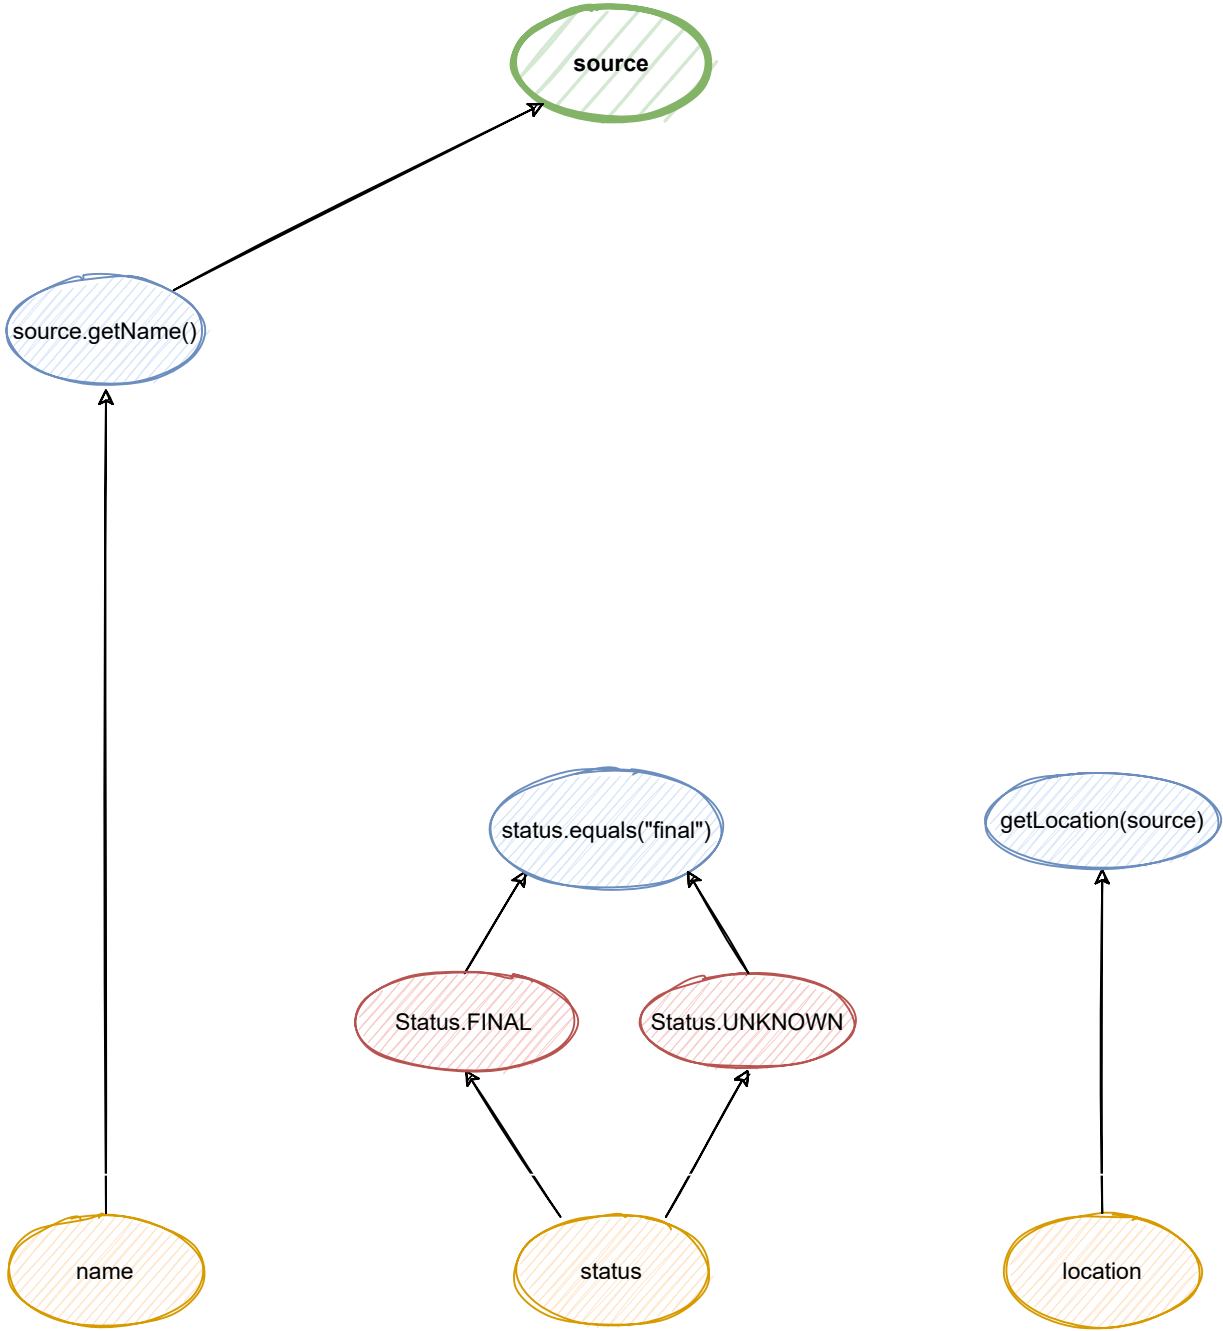 source
source.getName()
status.equals("final")
getLocation(source)
Status.FINAL
Status.UNKNOWN
name
status
location